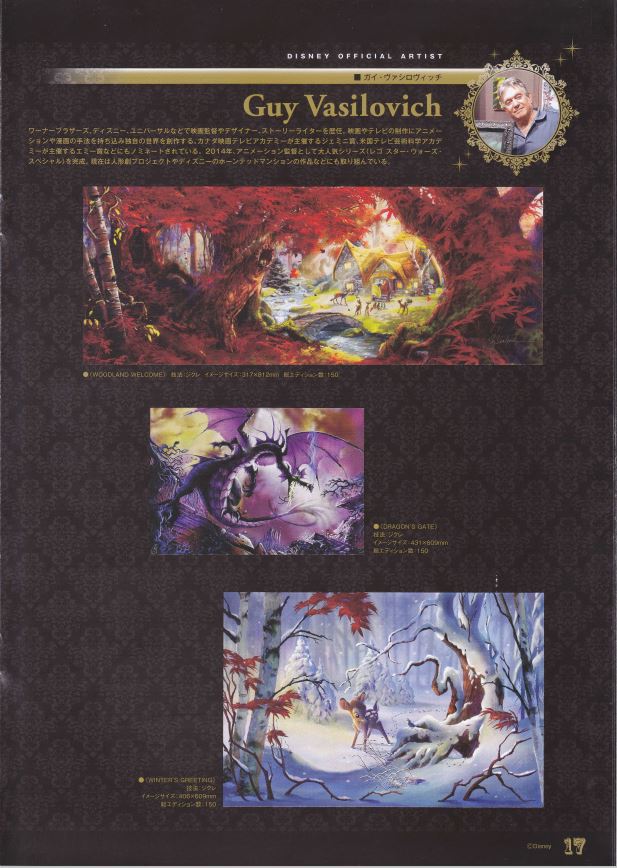 DISNEY OFFICIAL ARTIST
■ ガイ・ヴァシロヴィッチ
Guy Vasilovich
ワーナーブラザーズ、ディズニー、ユニバーサルなどで映画監督やデザイナー、ストーリーライターを歴任。映画やテレビの制作にアニメー
ションや漫画の手法を持ち込み独自の世界を創作する。カナダ映画テレビアカデミーが主催するジェミニ賞、米国テレビ芸術科学アカデ
ミーが主催するエミー賞などにもノミネートされている。2014年、アニメーション監督として大人気シリーズ〈レゴ スター・ウォーズ・
スペシャル〉を完成。現在は人形劇プロジェクトやディズニーのホーンテッドマンションの作品などにも取り組んでいる。
●〈WOODLAND WELCOME〉 技法：ジクレ イメージサイズ：317×812mm 総エディション数：150
●〈DRAGON'S GATE〉
技法：ジクレ
イメージサイズ：431×609mm
総エディション数：150
●〈WINTER'S GREETING〉
技法：ジクレ
イメージサイズ：406×609mm
総エディション数：150
©Disney
17